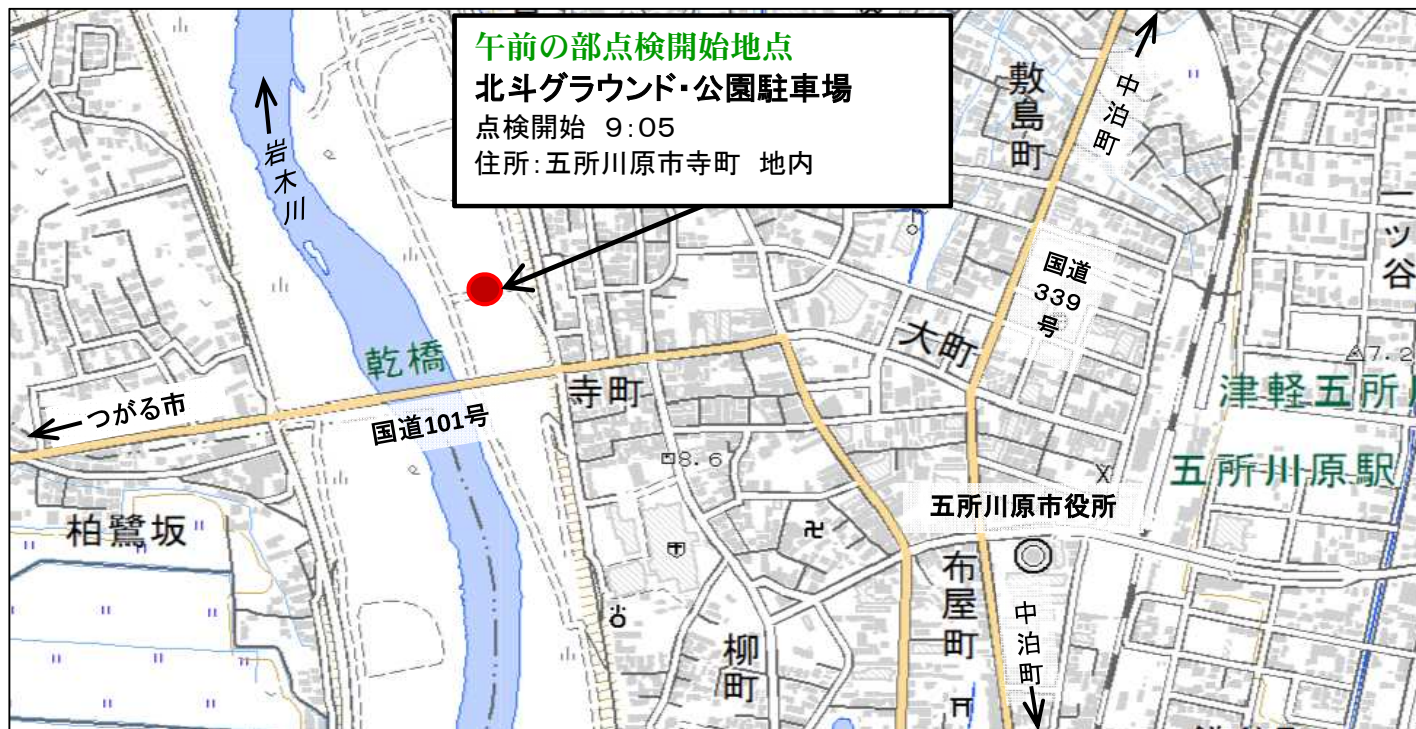 午前の部点検開始地点
北斗グラウンド・公園駐車場
点検開始 9:05
住所:五所川原市寺町 地内
岩木川
敷島町
中泊町
一ツ谷
国道
339
号
大町
7.2
乾橋
寺町
つがる市
国道101号
津軽五所川
五所川原駅
8.6
五所川原市役所
柏鷺坂
布屋町
中泊町
柳町